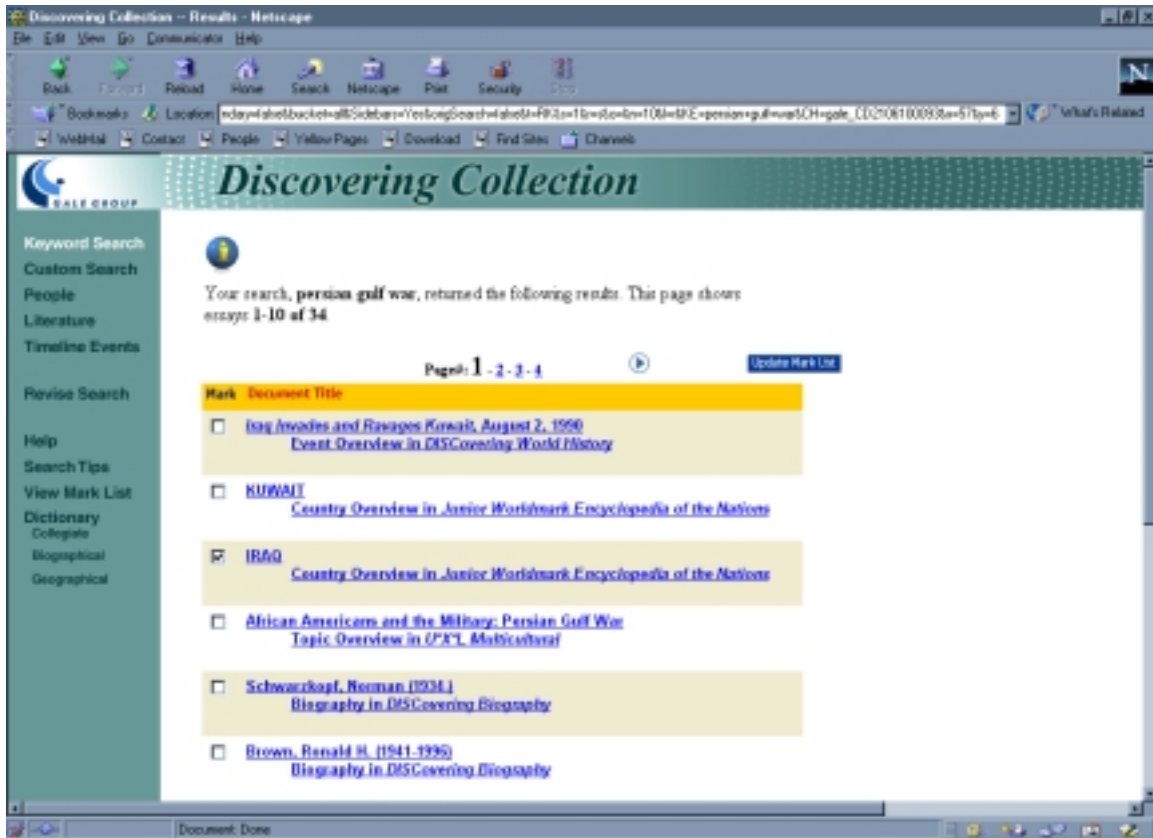 Discovering Collection -- Results - Netscape
File Edit View Go Communicator Help
Back Forward Reload Home Search Netscape Print Security Stop
N
Bookmarks Location What's Related
WebMail Contact People Yellow Pages Download Find Sites Channels
GALE GROUP
Discovering Collection
Keyword Search
Custom Search
People
Literature
Timeline Events
Revise Search
Help
Search Tips
View Mark List
Dictionary
Collegiate
Biographical
Geographical
Your search, persian gulf war, returned the following results. This page shows
essays 1-10 of 34.
Page#: 1 - 2 - 3 - 4
Update Mark List
Mark Document Title
Iraq Invades and Ravages Kuwait, August 2, 1990
Event Overview in DISCovering World History
KUWAIT
Country Overview in Junior Worldmark Encyclopedia of the Nations
IRAQ
Country Overview in Junior Worldmark Encyclopedia of the Nations
African Americans and the Military: Persian Gulf War
Topic Overview in U*X*L Multicultural
Schwarzkopf, Norman (1934-)
Biography in DISCovering Biography
Brown, Ronald H. (1941-1996)
Biography in DISCovering Biography
Document: Done